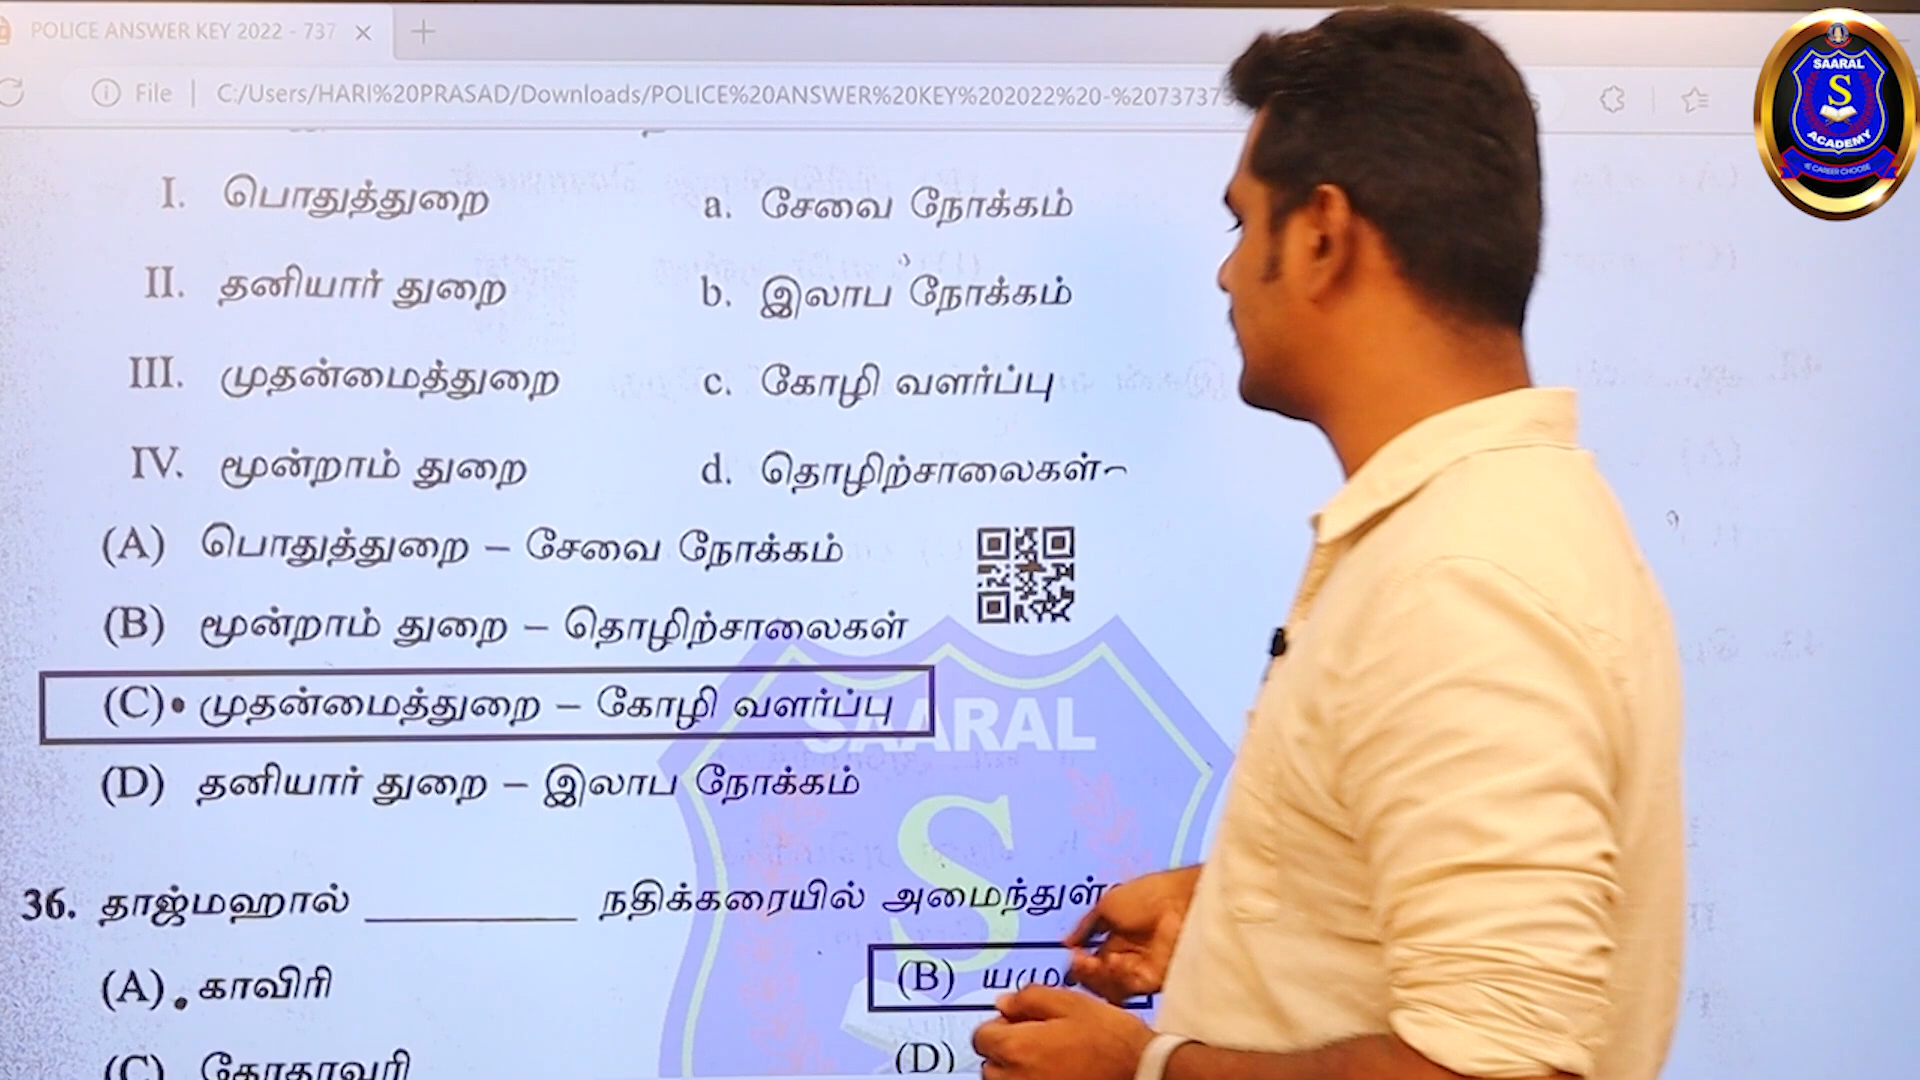 POLICE ANSWER KEY 2022 - 737
File | C:/Users/HARI%20PRASAD/Downloads/POLICE%20ANSWER%20KEY%202022%20-%20737373
SAARAL
S
ACADEMY
I. பொதுத்துறை a. சேவை நோக்கம்
II. தனியார் துறை b. இலாப நோக்கம்
III. முதன்மைத்துறை c. கோழி வளர்ப்பு
IV. மூன்றாம் துறை d. தொழிற்சாலைகள்
(A) பொதுத்துறை – சேவை நோக்கம்
(B) மூன்றாம் துறை – தொழிற்சாலைகள்
(C) முதன்மைத்துறை – கோழி வளர்ப்பு
(D) தனியார் துறை – இலாப நோக்கம்
SAARAL
S
36. தாஜ்மஹால் ________ நதிக்கரையில்
(A) காவிரி (B)
(C) கோதாவரி (D)